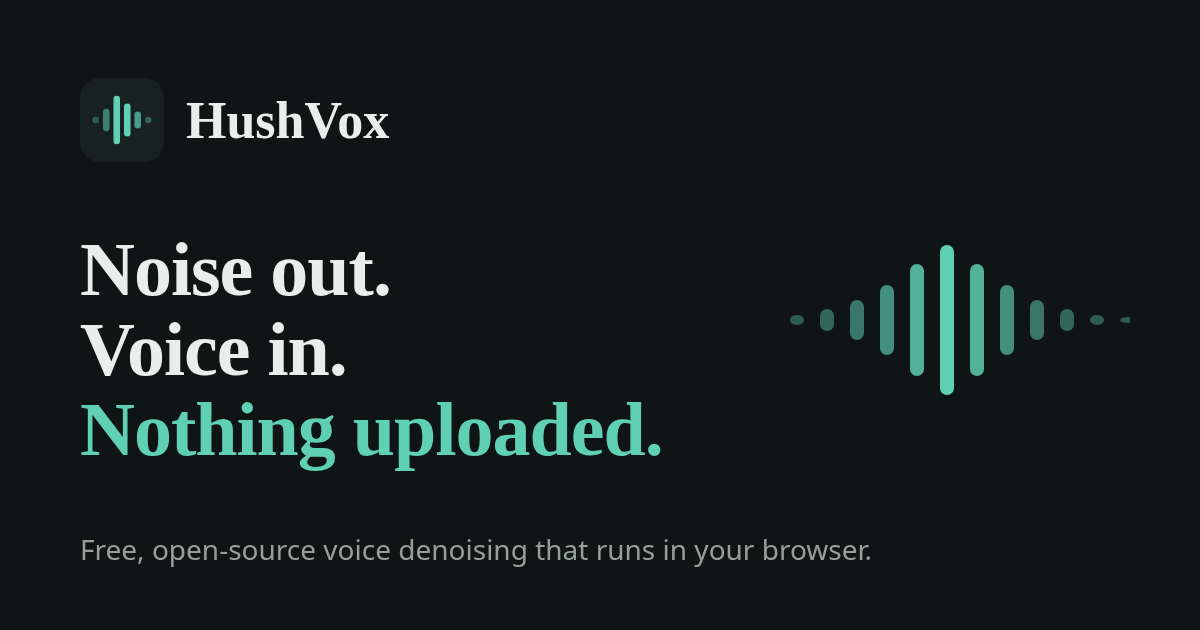 HushVox
Noise out.
Voice in.
Nothing uploaded.
Free, open-source voice denoising that runs in your browser.